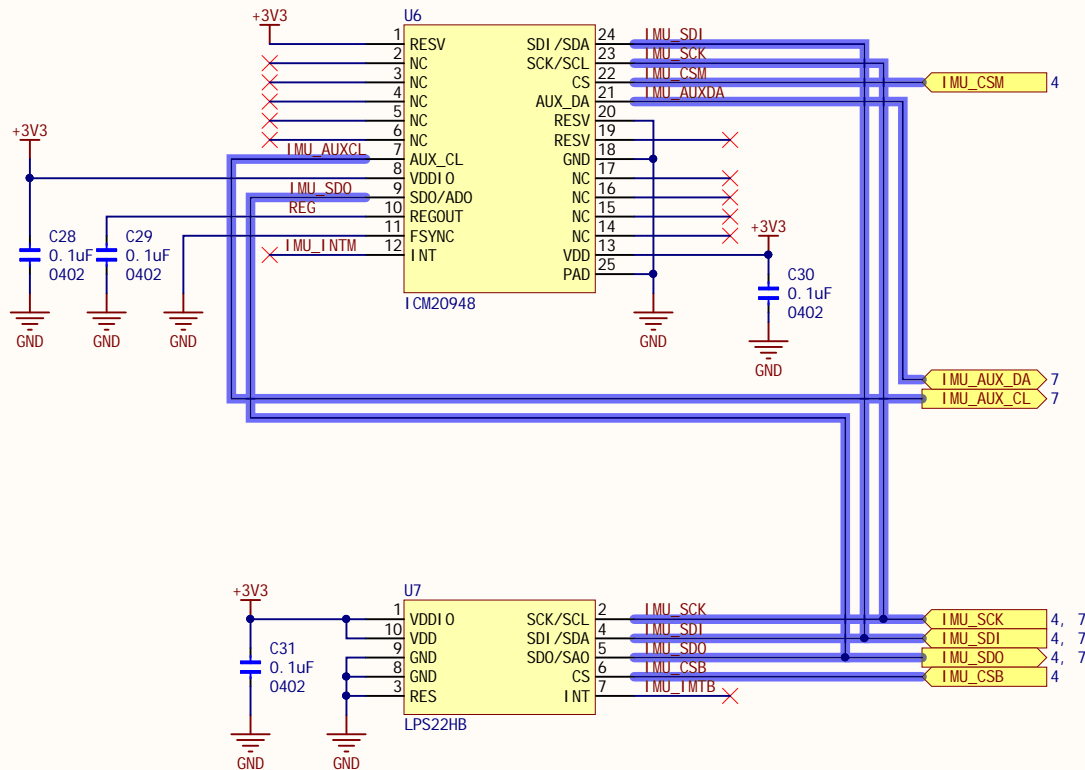 U6
+3V3
1 RESV
2 NC
3 NC
4 NC
5 NC
6 NC
IMU_AUXCL 7 AUX_CL
8 VDDIO
IMU_SDO 9 SDO/ADO
REG 10 REGOUT
11 FSYNC
IMU_INTM 12 INT
SDI/SDA 24 IMU_SDI
SCK/SCL 23 IMU_SCK
CS 22 IMU_CSM
AUX_DA 21 IMU_AUXDA
RESV 20
RESV 19
GND 18
NC 17
NC 16
NC 15
NC 14
VDD 13
PAD 25
ICM20948
IMU_CSM 4
+3V3
C28
0.1uF
0402
GND
C29
0.1uF
0402
GND
GND
GND
+3V3
C30
0.1uF
0402
GND
IMU_AUX_DA 7
IMU_AUX_CL 7
U7
+3V3
1 VDDIO
10 VDD
9 GND
8 GND
3 RES
SCK/SCL 2 IMU_SCK
SDI/SDA 4 IMU_SDI
SDO/SAO 5 IMU_SDO
CS 6 IMU_CSB
INT 7 IMU_IMTB
LPS22HB
C31
0.1uF
0402
GND
GND
IMU_SCK 4, 7
IMU_SDI 4, 7
IMU_SDO 4, 7
IMU_CSB 4